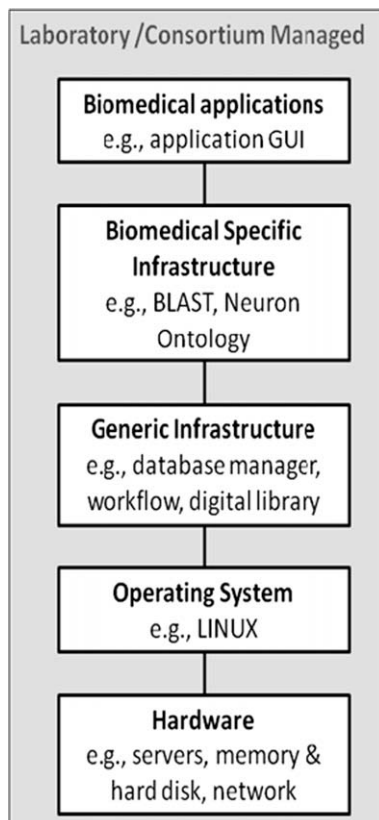 Laboratory /Consortium Managed
Biomedical applications
e.g., application GUI
Biomedical Specific
Infrastructure
e.g., BLAST, Neuron
Ontology
Generic Infrastructure
e.g., database manager,
workflow, digital library
Operating System
e.g., LINUX
Hardware
e.g., servers, memory &
hard disk, network